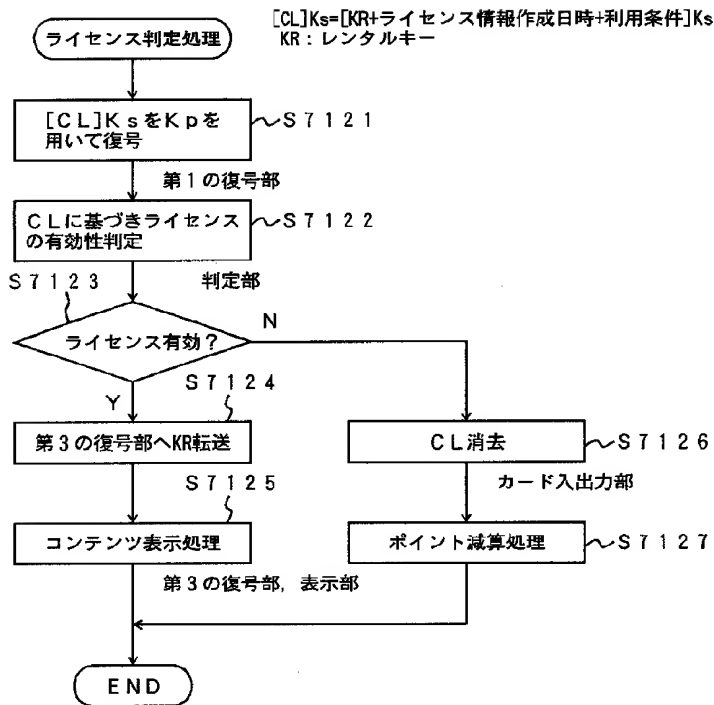 [CL]Ks=[KR+ライセンス情報作成日時+利用条件]Ks
KR：レンタルキー
ライセンス判定処理
[ＣＬ]ＫｓをＫｐを
用いて復号
Ｓ７１２１
第１の復号部
ＣＬに基づきライセンス
の有効性判定
Ｓ７１２２
判定部
Ｓ７１２３
ライセンス有効？
Ｎ
Ｙ
Ｓ７１２４
第３の復号部へKR転送
ＣＬ消去
Ｓ７１２６
カード入出力部
Ｓ７１２５
コンテンツ表示処理
ポイント減算処理
Ｓ７１２７
第３の復号部，表示部
ＥＮＤ